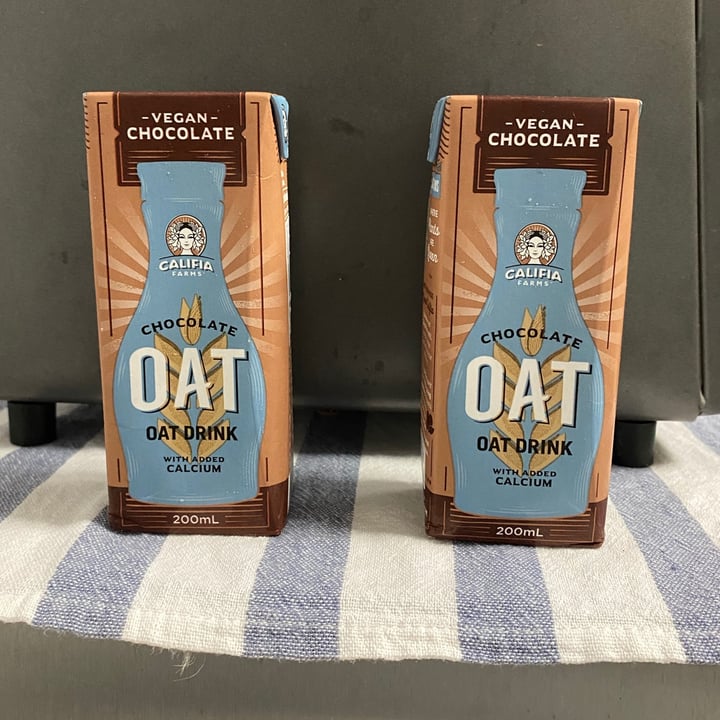 -VEGAN-
CHOCOLATE
CALIFIA
FARMS
CHOCOLATE
OAT
OAT DRINK
WITH ADDED
CALCIUM
200mL
-VEGAN-
CHOCOLATE
CALIFIA
FARMS
CHOCOLATE
OAT
OAT DRINK
WITH ADDED
CALCIUM
200mL